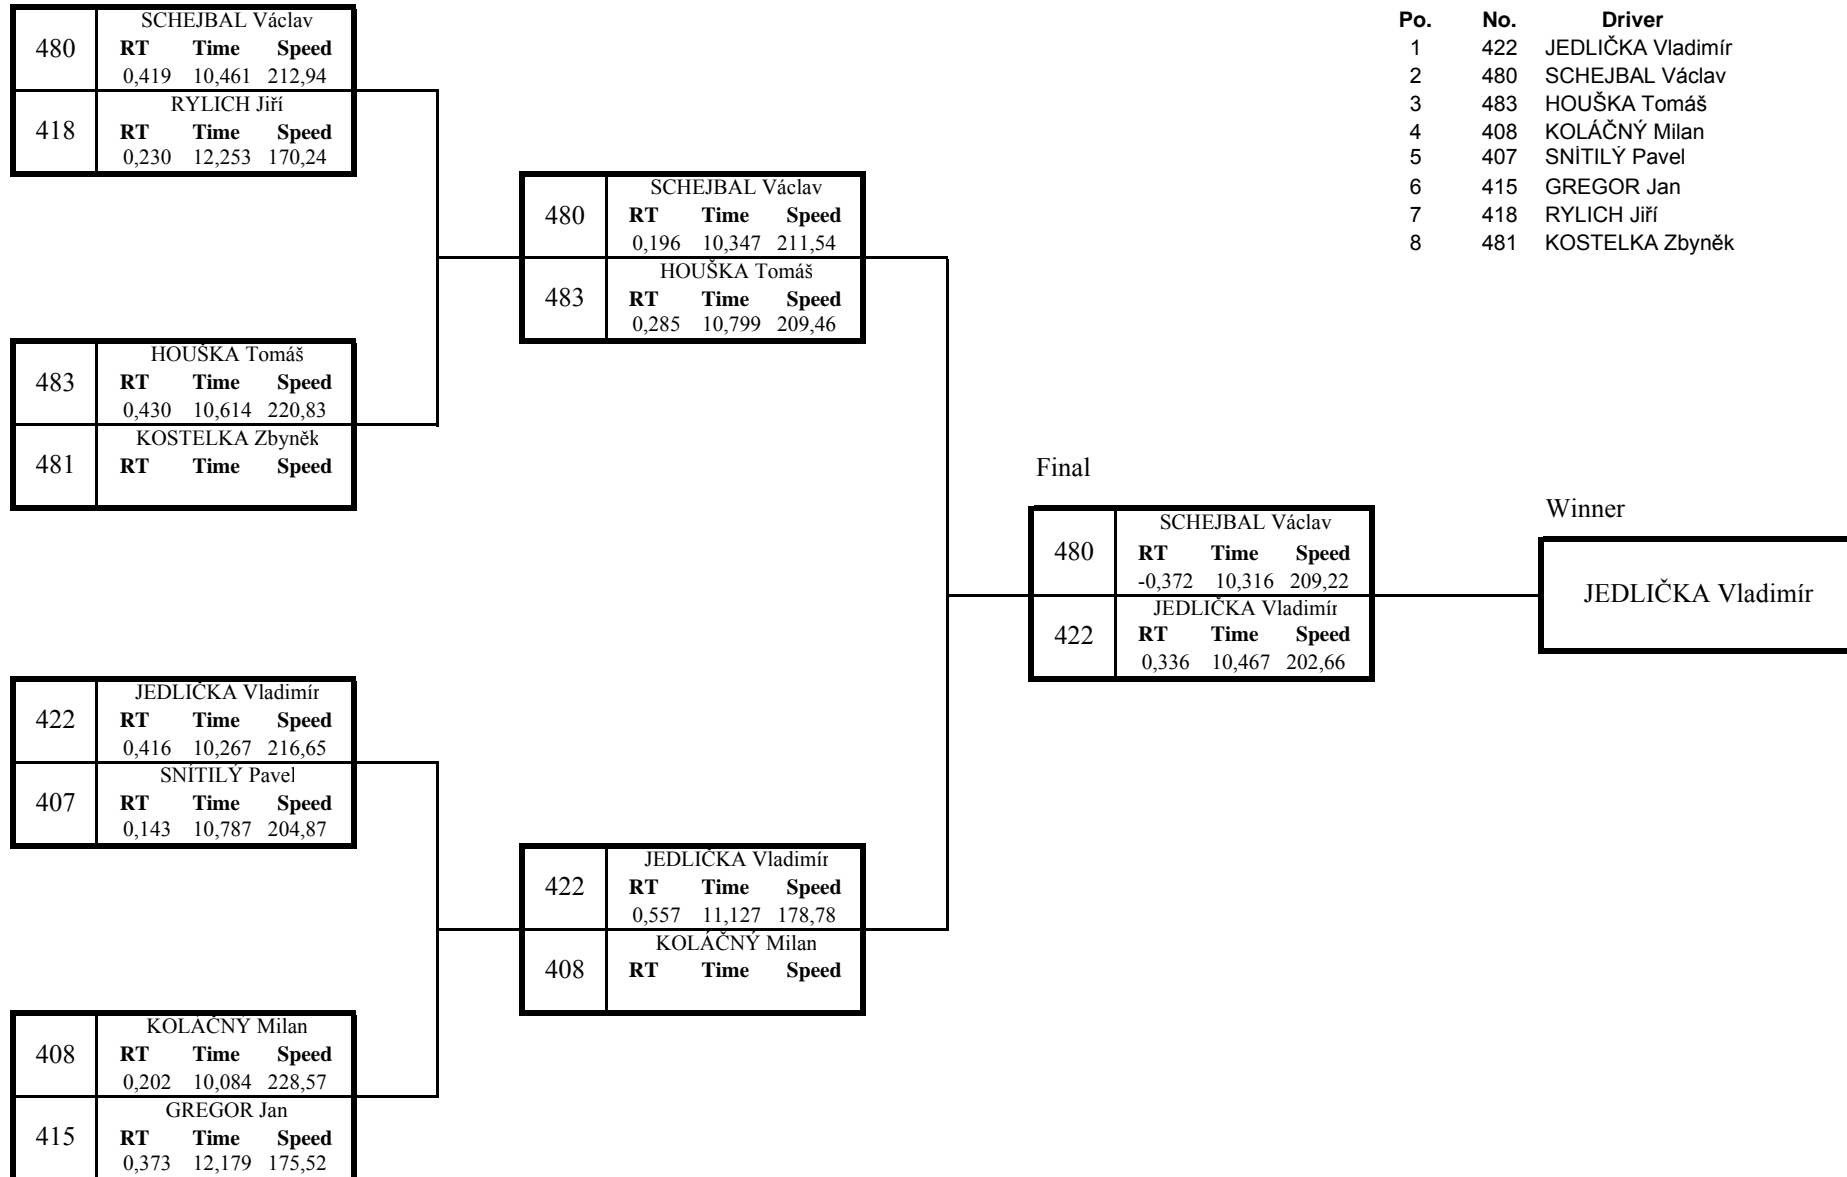 SCHEJBAL Václav
480 RT Time Speed
0,419 10,461 212,94
RYLICH Jiří
418 RT Time Speed
0,230 12,253 170,24
HOUŠKA Tomáš
483 RT Time Speed
0,430 10,614 220,83
KOSTELKA Zbyněk
481 RT Time Speed
JEDLIČKA Vladimír
422 RT Time Speed
0,416 10,267 216,65
SNÍTILÝ Pavel
407 RT Time Speed
0,143 10,787 204,87
KOLÁČNÝ Milan
408 RT Time Speed
0,202 10,084 228,57
GREGOR Jan
415 RT Time Speed
0,373 12,179 175,52
SCHEJBAL Václav
480 RT Time Speed
0,196 10,347 211,54
HOUŠKA Tomáš
483 RT Time Speed
0,285 10,799 209,46
JEDLIČKA Vladimír
422 RT Time Speed
0,557 11,127 178,78
KOLÁČNÝ Milan
408 RT Time Speed
Final
SCHEJBAL Václav
480 RT Time Speed
-0,372 10,316 209,22
JEDLIČKA Vladimír
422 RT Time Speed
0,336 10,467 202,66
Winner
JEDLIČKA Vladimír
Po. No. Driver
1 422 JEDLIČKA Vladimír
2 480 SCHEJBAL Václav
3 483 HOUŠKA Tomáš
4 408 KOLÁČNÝ Milan
5 407 SNÍTILÝ Pavel
6 415 GREGOR Jan
7 418 RYLICH Jiří
8 481 KOSTELKA Zbyněk